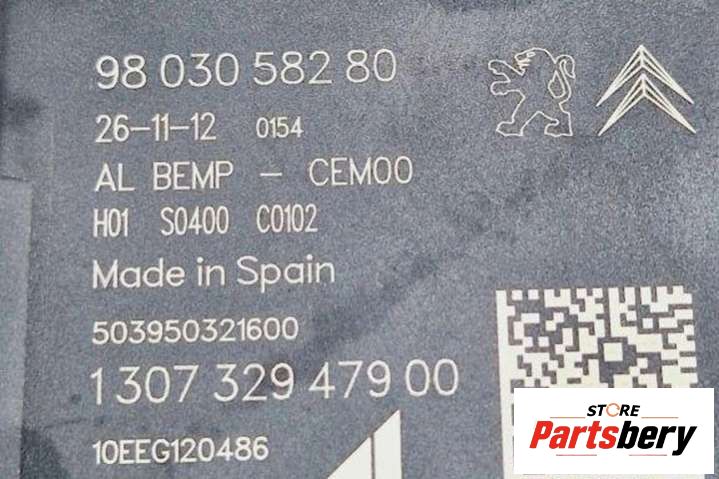 98 030 582 80
26-11-12 0154
AL BEMP - CEM00
H01 S0400 C0102
Made in Spain
503950321600
1 307 329 479 00
10EEG120486
STORE
Partsbery